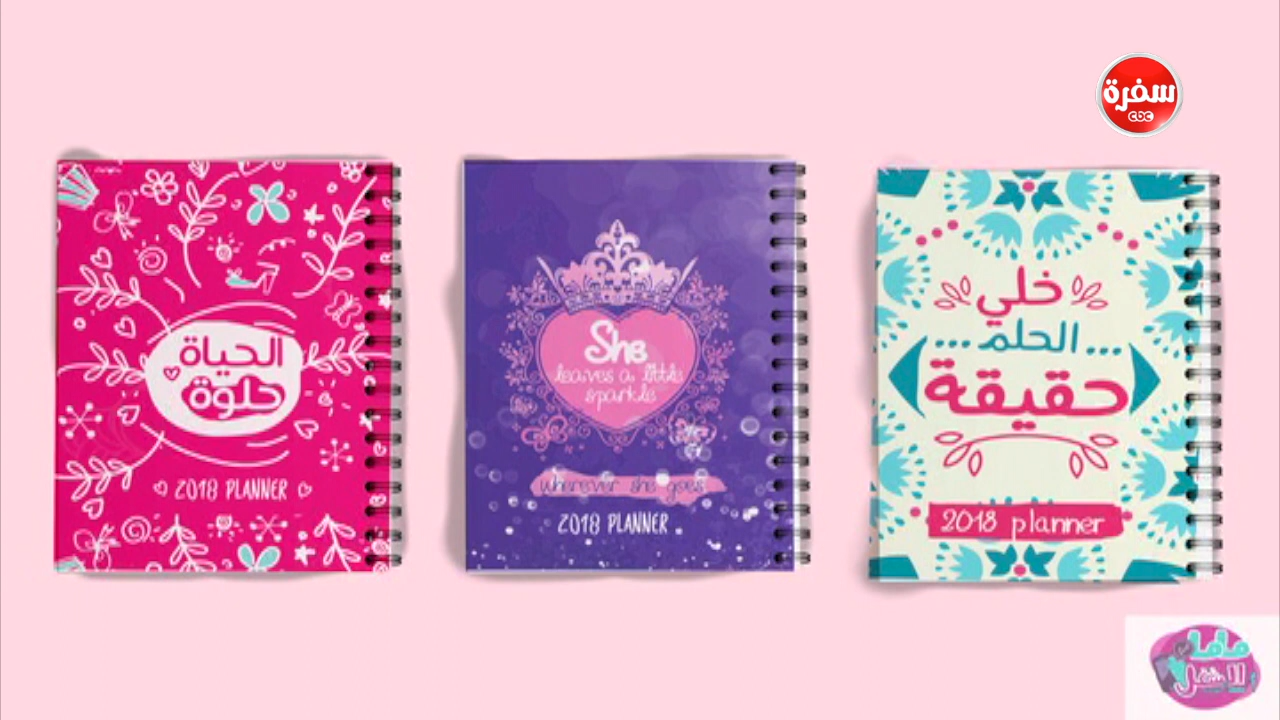 سفرة
cbc
الحياة
حلوة
2018 PLANNER
She
leaves a little
sparkle
wherever she goes
2018 PLANNER
خلي
... الحلم ...
حقيقة
2018 planner
ماما